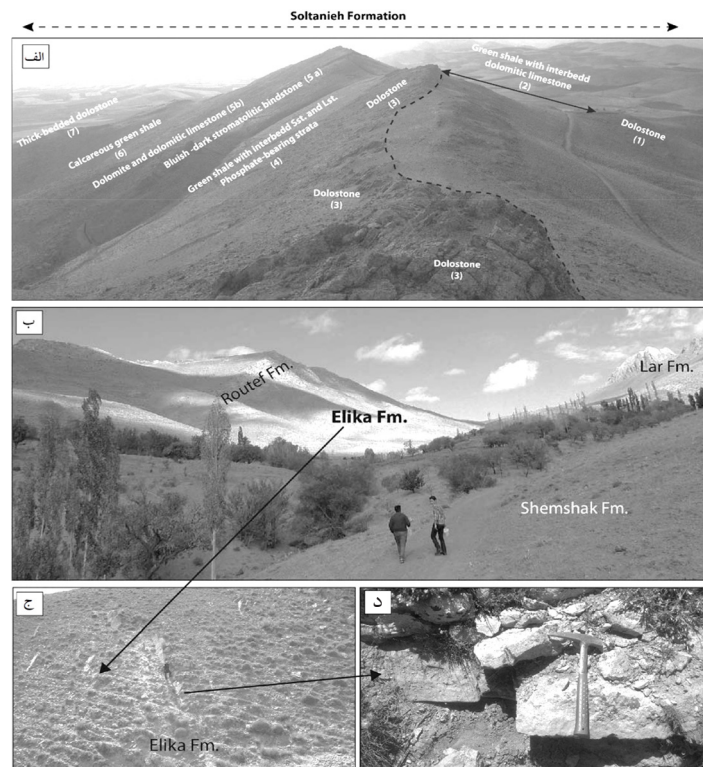 Soltanieh Formation
الف
Green shale with interbedd
dolomitic limestone
(2)
Dolostone
(1)
Dolostone
(3)
Bluish -dark stromatolitic bindstone (5 a)
Dolomite and dolomitic limestone (5b)
Thick-bedded dolostone
(7)
Calcareous green shale
(6)
Green shale with interbedd Sst. and Lst.
Phosphate-bearing strata
(4)
Dolostone
(3)
Dolostone
(3)
ب
Routef Fm.
Lar Fm.
Elika Fm.
Shemshak Fm.
ج
Elika Fm.
د